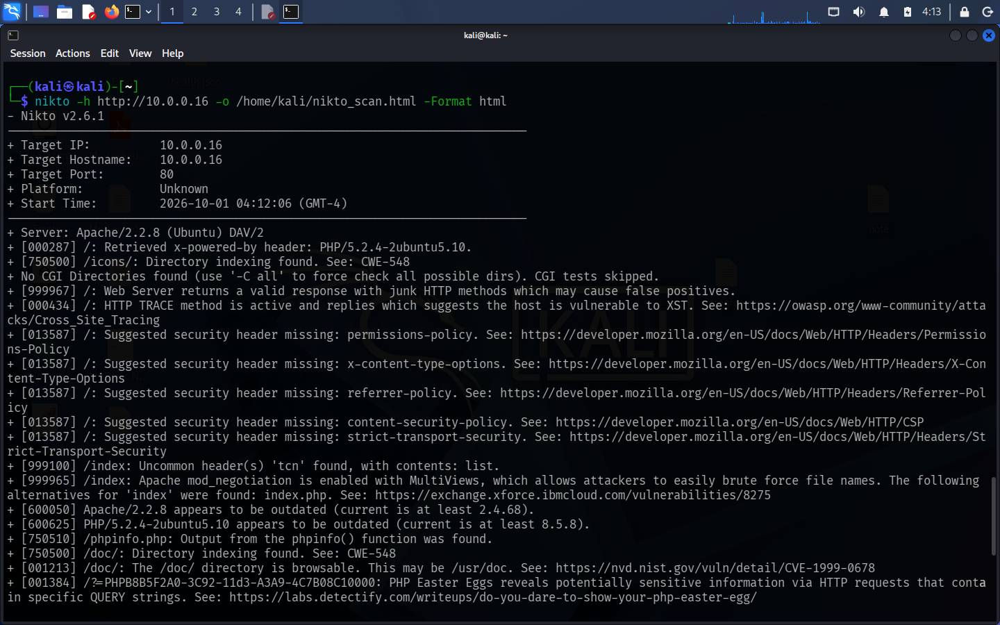 1 2 3 4 4:13
kali@kali: ~
Session Actions Edit View Help
┌──(kali㉿kali)-[~]
└─$ nikto -h http://10.0.0.16 -o /home/kali/nikto_scan.html -Format html
- Nikto v2.6.1
---------------------------------------------------------------------------
+ Target IP: 10.0.0.16
+ Target Hostname: 10.0.0.16
+ Target Port: 80
+ Platform: Unknown
+ Start Time: 2026-10-01 04:12:06 (GMT-4)
---------------------------------------------------------------------------
+ Server: Apache/2.2.8 (Ubuntu) DAV/2
+ [000287] /: Retrieved x-powered-by header: PHP/5.2.4-2ubuntu5.10.
+ [750500] /icons/: Directory indexing found. See: CWE-548
+ No CGI Directories found (use '-C all' to force check all possible dirs). CGI tests skipped.
+ [999967] /: Web Server returns a valid response with junk HTTP methods which may cause false positives.
+ [000434] /: HTTP TRACE method is active and replies which suggests the host is vulnerable to XST. See: https://owasp.org/www-community/atta
cks/Cross_Site_Tracing
+ [013587] /: Suggested security header missing: permissions-policy. See: https://developer.mozilla.org/en-US/docs/Web/HTTP/Headers/Permissio
ns-Policy
+ [013587] /: Suggested security header missing: x-content-type-options. See: https://developer.mozilla.org/en-US/docs/Web/HTTP/Headers/X-Con
tent-Type-Options
+ [013587] /: Suggested security header missing: referrer-policy. See: https://developer.mozilla.org/en-US/docs/Web/HTTP/Headers/Referrer-Pol
icy
+ [013587] /: Suggested security header missing: content-security-policy. See: https://developer.mozilla.org/en-US/docs/Web/HTTP/CSP
+ [013587] /: Suggested security header missing: strict-transport-security. See: https://developer.mozilla.org/en-US/docs/Web/HTTP/Headers/St
rict-Transport-Security
+ [999100] /index: Uncommon header(s) 'tcn' found, with contents: list.
+ [999965] /index: Apache mod_negotiation is enabled with MultiViews, which allows attackers to easily brute force file names. The following
alternatives for 'index' were found: index.php. See: https://exchange.xforce.ibmcloud.com/vulnerabilities/8275
+ [600050] Apache/2.2.8 appears to be outdated (current is at least 2.4.68).
+ [600625] PHP/5.2.4-2ubuntu5.10 appears to be outdated (current is at least 8.5.8).
+ [750510] /phpinfo.php: Output from the phpinfo() function was found.
+ [750500] /doc/: Directory indexing found. See: CWE-548
+ [001213] /doc/: The /doc/ directory is browsable. This may be /usr/doc. See: https://nvd.nist.gov/vuln/detail/CVE-1999-0678
+ [001384] /?=PHPB8B5F2A0-3C92-11d3-A3A9-4C7B08C10000: PHP Easter Eggs reveals potentially sensitive information via HTTP requests that conta
in specific QUERY strings. See: https://labs.detectify.com/writeups/do-you-dare-to-show-your-php-easter-egg/
note
KALI